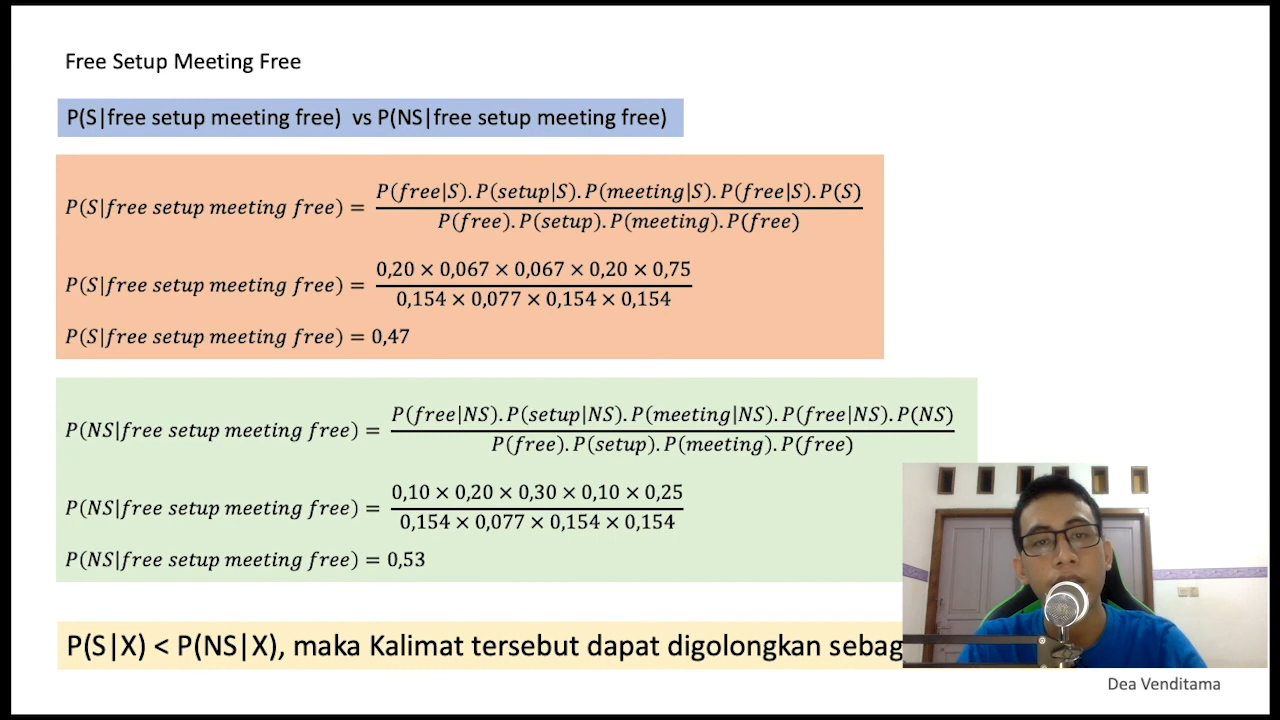 Free Setup Meeting Free
P(S|free setup meeting free)  vs P(NS|free setup meeting free)
P(S|free setup meeting free) = P(free|S).P(setup|S).P(meeting|S).P(free|S).P(S) / P(free).P(setup).P(meeting).P(free)
P(S|free setup meeting free) = 0,20 × 0,067 × 0,067 × 0,20 × 0,75 / 0,154 × 0,077 × 0,154 × 0,154
P(S|free setup meeting free) = 0,47
P(NS|free setup meeting free) = P(free|NS).P(setup|NS).P(meeting|NS).P(free|NS).P(NS) / P(free).P(setup).P(meeting).P(free)
P(NS|free setup meeting free) = 0,10 × 0,20 × 0,30 × 0,10 × 0,25 / 0,154 × 0,077 × 0,154 × 0,154
P(NS|free setup meeting free) = 0,53
P(S|X) < P(NS|X), maka Kalimat tersebut dapat digolongkan sebag
Dea Venditama